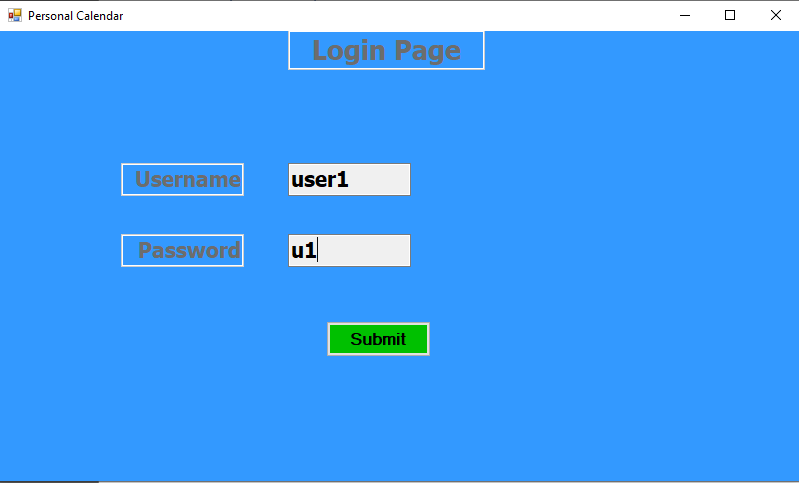 Personal Calendar
Login Page
Username
user1
Password
u1
Submit